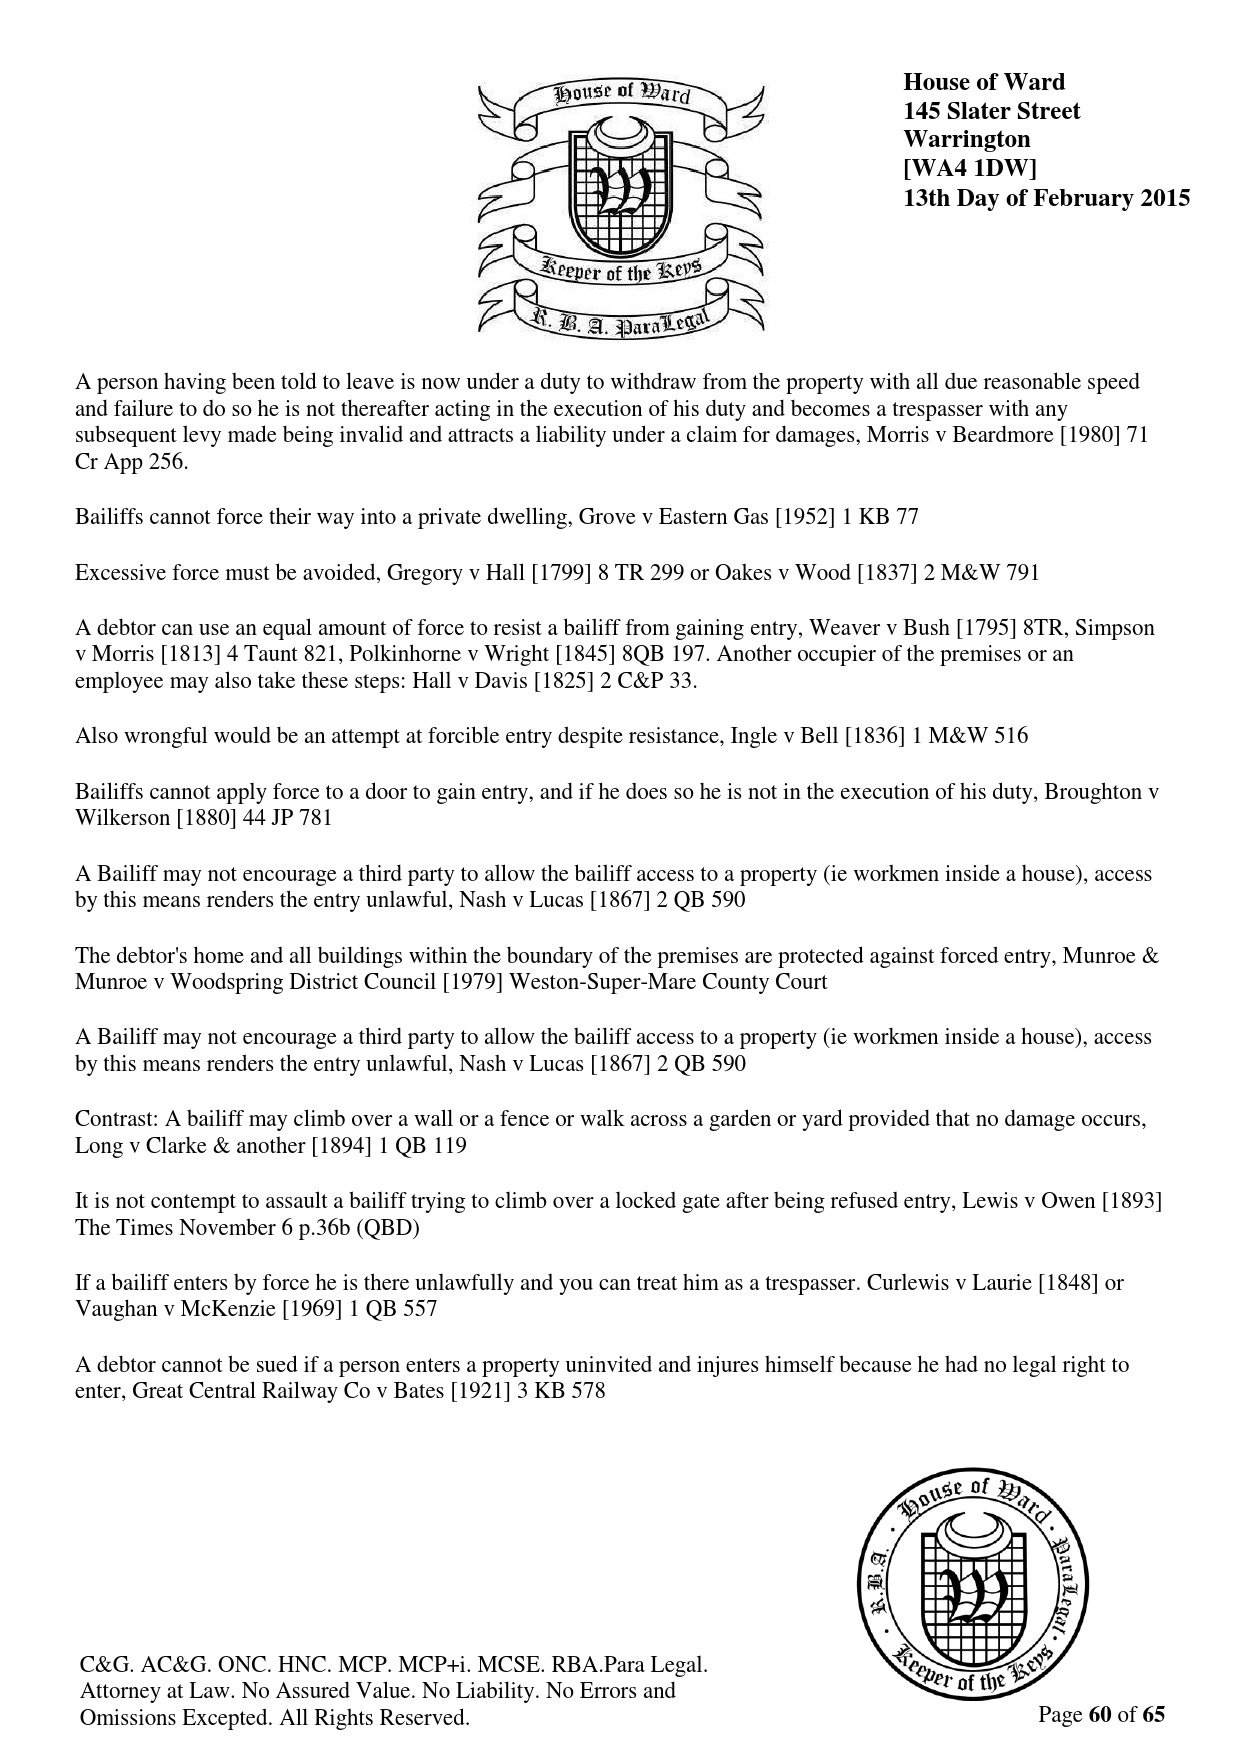 House of Ward
Keeper of the Keys
R. B. A. ParaLegal
House of Ward
145 Slater Street
Warrington
[WA4 1DW]
13th Day of February 2015
A person having been told to leave is now under a duty to withdraw from the property with all due reasonable speed
and failure to do so he is not thereafter acting in the execution of his duty and becomes a trespasser with any
subsequent levy made being invalid and attracts a liability under a claim for damages, Morris v Beardmore [1980] 71
Cr App 256.
Bailiffs cannot force their way into a private dwelling, Grove v Eastern Gas [1952] 1 KB 77
Excessive force must be avoided, Gregory v Hall [1799] 8 TR 299 or Oakes v Wood [1837] 2 M&W 791
A debtor can use an equal amount of force to resist a bailiff from gaining entry, Weaver v Bush [1795] 8TR, Simpson
v Morris [1813] 4 Taunt 821, Polkinhorne v Wright [1845] 8QB 197. Another occupier of the premises or an
employee may also take these steps: Hall v Davis [1825] 2 C&P 33.
Also wrongful would be an attempt at forcible entry despite resistance, Ingle v Bell [1836] 1 M&W 516
Bailiffs cannot apply force to a door to gain entry, and if he does so he is not in the execution of his duty, Broughton v
Wilkerson [1880] 44 JP 781
A Bailiff may not encourage a third party to allow the bailiff access to a property (ie workmen inside a house), access
by this means renders the entry unlawful, Nash v Lucas [1867] 2 QB 590
The debtor's home and all buildings within the boundary of the premises are protected against forced entry, Munroe &
Munroe v Woodspring District Council [1979] Weston-Super-Mare County Court
A Bailiff may not encourage a third party to allow the bailiff access to a property (ie workmen inside a house), access
by this means renders the entry unlawful, Nash v Lucas [1867] 2 QB 590
Contrast: A bailiff may climb over a wall or a fence or walk across a garden or yard provided that no damage occurs,
Long v Clarke & another [1894] 1 QB 119
It is not contempt to assault a bailiff trying to climb over a locked gate after being refused entry, Lewis v Owen [1893]
The Times November 6 p.36b (QBD)
If a bailiff enters by force he is there unlawfully and you can treat him as a trespasser. Curlewis v Laurie [1848] or
Vaughan v McKenzie [1969] 1 QB 557
A debtor cannot be sued if a person enters a property uninvited and injures himself because he had no legal right to
enter, Great Central Railway Co v Bates [1921] 3 KB 578
House of Ward · ParaLegal · Keeper of the Keys · R.B.A. ·
W
C&G. AC&G. ONC. HNC. MCP. MCP+i. MCSE. RBA.Para Legal.
Attorney at Law. No Assured Value. No Liability. No Errors and
Omissions Excepted. All Rights Reserved.
Page 60 of 65